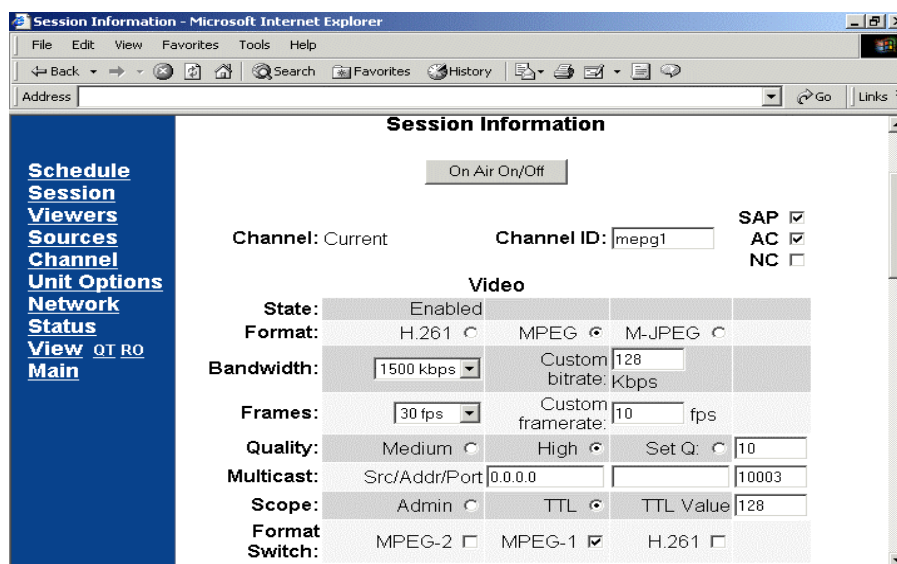 Session Information - Microsoft Internet Explorer
File Edit View Favorites Tools Help
Back Search Favorites History
Address Go Links
Session Information
On Air On/Off
Schedule
Session
Viewers
Sources
Channel
Unit Options
Network
Status
View QT RO
Main
SAP
Channel: Current Channel ID: mepg1 AC
NC
Video
State: Enabled
Format: H.261 MPEG M-JPEG
Bandwidth: 1500 kbps Custom bitrate: 128 Kbps
Frames: 30 fps Custom framerate: 10 fps
Quality: Medium High Set Q: 10
Multicast: Src/Addr/Port 0.0.0.0 10003
Scope: Admin TTL TTL Value 128
Format Switch: MPEG-2 MPEG-1 H.261